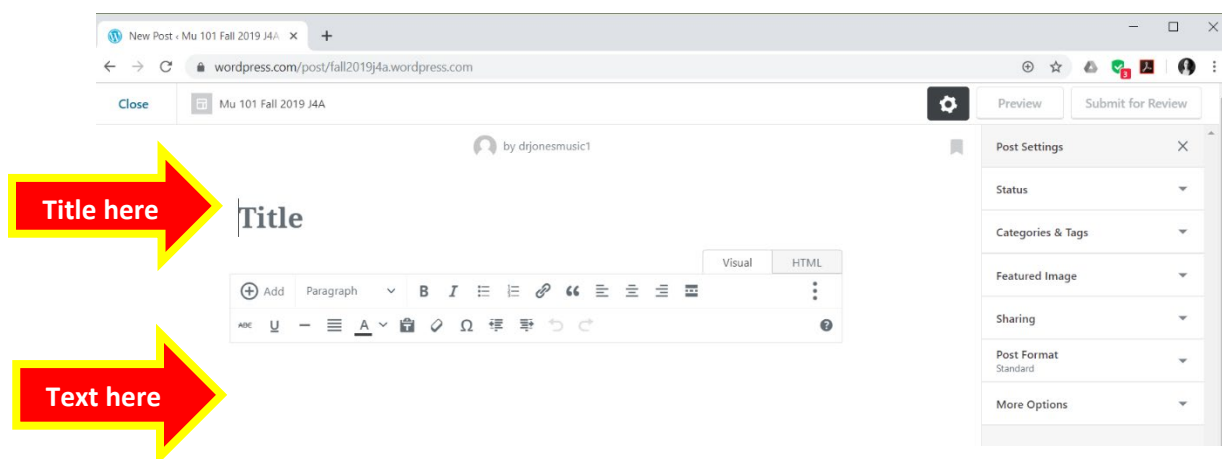 New Post ‹ Mu 101 Fall 2019 J4A
wordpress.com/post/fall2019j4a.wordpress.com
Close Mu 101 Fall 2019 J4A Preview Submit for Review
by drjonesmusic1 Post Settings
Status
Title here
Title
Categories & Tags
Visual HTML
Featured Image
Add Paragraph B I
Sharing
ABC U A Ω
Post Format
Standard
Text here
More Options